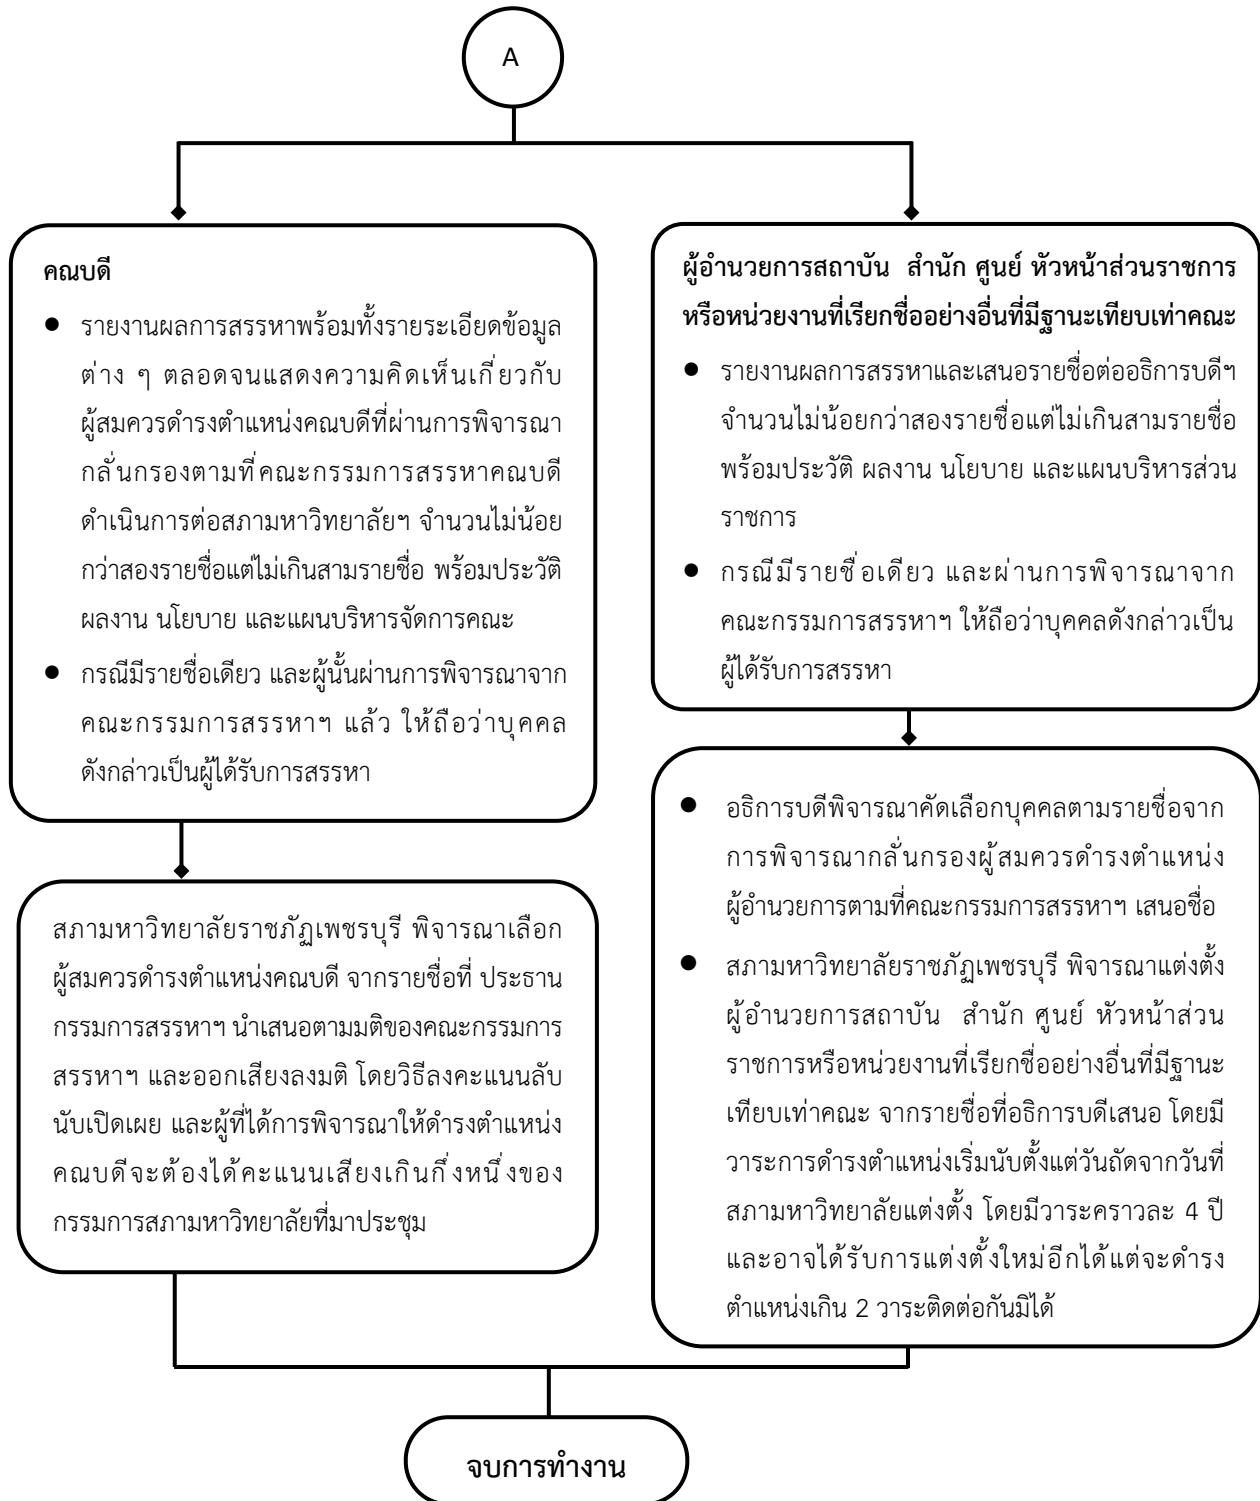 A
คณบดี
● รายงานผลการสรรหาพร้อมทั้งรายระเอียดข้อมูล
ต่าง ๆ ตลอดจนแสดงความคิดเห็นเกี่ยวกับ
ผู้สมควรดำรงตำแหน่งคณบดีที่ผ่านการพิจารณา
กลั่นกรองตามที่คณะกรรมการสรรหาคณบดี
ดำเนินการต่อสภามหาวิทยาลัยฯ จำนวนไม่น้อย
กว่าสองรายชื่อแต่ไม่เกินสามรายชื่อ พร้อมประวัติ
ผลงาน นโยบาย และแผนบริหารจัดการคณะ
● กรณีมีรายชื่อเดียว และผู้นั้นผ่านการพิจารณาจาก
คณะกรรมการสรรหาฯ แล้ว ให้ถือว่าบุคคล
ดังกล่าวเป็นผู้ได้รับการสรรหา
สภามหาวิทยาลัยราชภัฏเพชรบุรี พิจารณาเลือก
ผู้สมควรดำรงตำแหน่งคณบดี จากรายชื่อที่ ประธาน
กรรมการสรรหาฯ นำเสนอตามมติของคณะกรรมการ
สรรหาฯ และออกเสียงลงมติ โดยวิธีลงคะแนนลับ
นับเปิดเผย และผู้ที่ได้การพิจารณาให้ดำรงตำแหน่ง
คณบดีจะต้องได้คะแนนเสียงเกินกึ่งหนึ่งของ
กรรมการสภามหาวิทยาลัยที่มาประชุม
ผู้อำนวยการสถาบัน สำนัก ศูนย์ หัวหน้าส่วนราชการ
หรือหน่วยงานที่เรียกชื่ออย่างอื่นที่มีฐานะเทียบเท่าคณะ
● รายงานผลการสรรหาและเสนอรายชื่อต่ออธิการบดีฯ
จำนวนไม่น้อยกว่าสองรายชื่อแต่ไม่เกินสามรายชื่อ
พร้อมประวัติ ผลงาน นโยบาย และแผนบริหารส่วน
ราชการ
● กรณีมีรายชื่อเดียว และผ่านการพิจารณาจาก
คณะกรรมการสรรหาฯ ให้ถือว่าบุคคลดังกล่าวเป็น
ผู้ได้รับการสรรหา
● อธิการบดีพิจารณาคัดเลือกบุคคลตามรายชื่อจาก
การพิจารณากลั่นกรองผู้สมควรดำรงตำแหน่ง
ผู้อำนวยการตามที่คณะกรรมการสรรหาฯ เสนอชื่อ
● สภามหาวิทยาลัยราชภัฏเพชรบุรี พิจารณาแต่งตั้ง
ผู้อำนวยการสถาบัน สำนัก ศูนย์ หัวหน้าส่วน
ราชการหรือหน่วยงานที่เรียกชื่ออย่างอื่นที่มีฐานะ
เทียบเท่าคณะ จากรายชื่อที่อธิการบดีเสนอ โดยมี
วาระการดำรงตำแหน่งเริ่มนับตั้งแต่วันถัดจากวันที่
สภามหาวิทยาลัยแต่งตั้ง โดยมีวาระคราวละ 4 ปี
และอาจได้รับการแต่งตั้งใหม่อีกได้แต่จะดำรง
ตำแหน่งเกิน 2 วาระติดต่อกันมิได้
จบการทำงาน